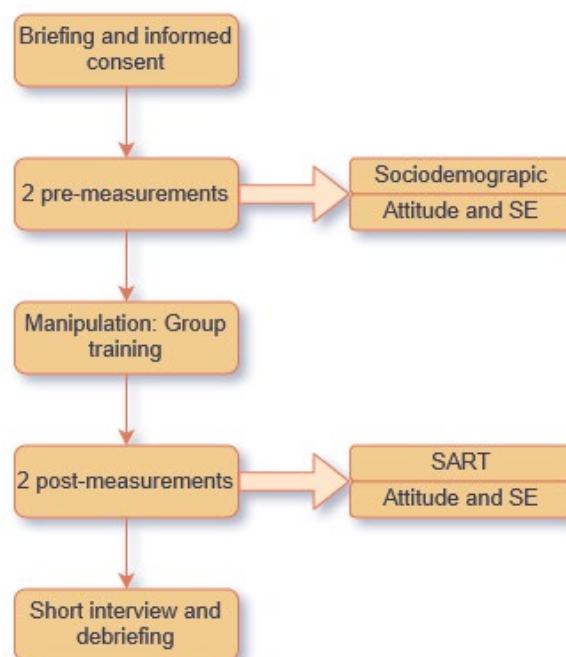 Briefing and informed
consent
2 pre-measurements
Sociodemograpic
Attitude and SE
Manipulation: Group
training
2 post-measurements
SART
Attitude and SE
Short interview and
debriefing